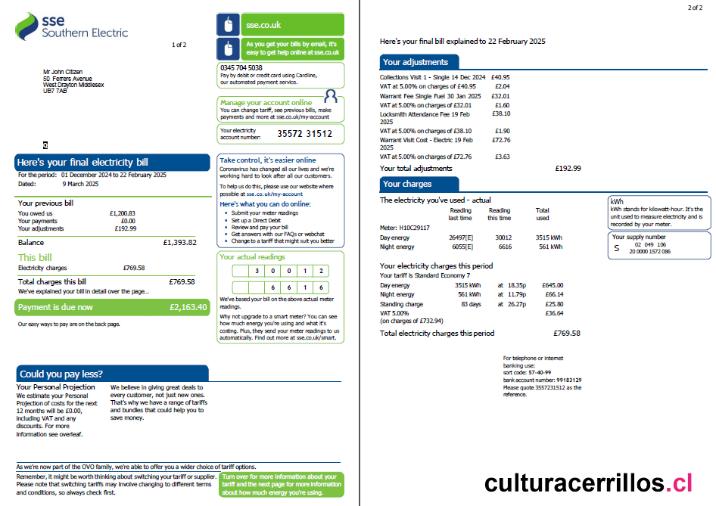 sse
Southern Electric
1 of 2
sse.co.uk
As you get your bills by email, it's
easy to get help online at sse.co.uk
Mr John Citizen
50. Ferrers Avenue
West Drayton Middlesex
UB7 7AB
0345 704 5038
Pay by debit or credit card using Cardline,
our automated payment service.
Manage your account online
You can change tariff, see previous bills, make
payments and more at sse.co.uk/my-account
Your electricity
account number: 35572 31512
Here's your final electricity bill
For the period: 01 December 2024 to 22 February 2025
Dated: 9 March 2025
Your previous bill
You owed us £1,200.83
Your payments £0.00
Your adjustments £192.99
Balance £1,393.82
This bill
Electricity charges £769.58
Total charges this bill £769.58
We've explained your bill in detail over the page...
Payment is due now £2,163.40
Our easy ways to pay are on the back page.
Take control, it's easier online
Coronavirus has changed all our lives and we're
working hard to look after all our customers.
To help us do this, please use our website where
possible at sse.co.uk/my-account
Here's what you can do online:
• Submit your meter readings
• Set up a Direct Debit
• Review and pay your bill
• Get answers with our FAQs or webchat
• Change to a tariff that might suit you better
Your actual readings
3 0 0 1 2
6 6 1 6
We've based your bill on the above actual meter
readings.
Why not upgrade to a smart meter? You can see
how much energy you're using and what it's
costing. Plus, they send your meter readings to us
automatically. Find out more at sse.co.uk/smart.
Could you pay less?
Your Personal Projection
We estimate your Personal
Projection of costs for the next
12 months will be £0.00,
including VAT and any
discounts. For more
information see overleaf.
We believe in giving great deals to
every customer, not just new ones.
That's why we have a range of tariffs
and bundles that could help you to
save money.
As we're now part of the OVO family, we're able to offer you a wider choice of tariff options.
Remember, it might be worth thinking about switching your tariff or supplier.
Please note that switching tariffs may involve changing to different terms
and conditions, so always check first.
Turn over for more information about your
tariff and the next page for more information
about how much energy you're using.
2 of 2
Here's your final bill explained to 22 February 2025
Your adjustments
Collections Visit 1 - Single 14 Dec 2024 £40.95
VAT at 5.00% on charges of £40.95 £2.04
Warrant Fee Single Fuel 30 Jan 2025 £32.01
VAT at 5.00% on charges of £32.01 £1.60
Locksmith Attendance Fee 19 Feb £38.10
2025
VAT at 5.00% on charges of £38.10 £1.90
Warrant Visit Cost - Electric 19 Feb £72.76
2025
VAT at 5.00% on charges of £72.76 £3.63
Your total adjustments £192.99
Your charges
The electricity you've used - actual
Reading Reading Total
last time this time used
Meter: H10C29117
Day energy 26497[E] 30012 3515 kWh
Night energy 6055[E] 6616 561 kWh
Your electricity charges this period
Your tariff is Standard Economy 7
Day energy 3515 kWh at 18.35p £645.00
Night energy 561 kWh at 11.79p £66.14
Standing charge 83 days at 26.27p £25.80
VAT 5.00% £36.64
(on charges of £732.94)
Total electricity charges this period £769.58
kWh
kWh stands for kilowatt-hour. It's the
unit used to measure electricity and is
recorded by your meter.
Your supply number
S 02 049 106
20 0000 1572 086
For telephone or internet
banking use:
sort code: 57-40-99
bank account number: 99183129
Please quote 3557231512 as the
reference.
culturacerrillos.cl